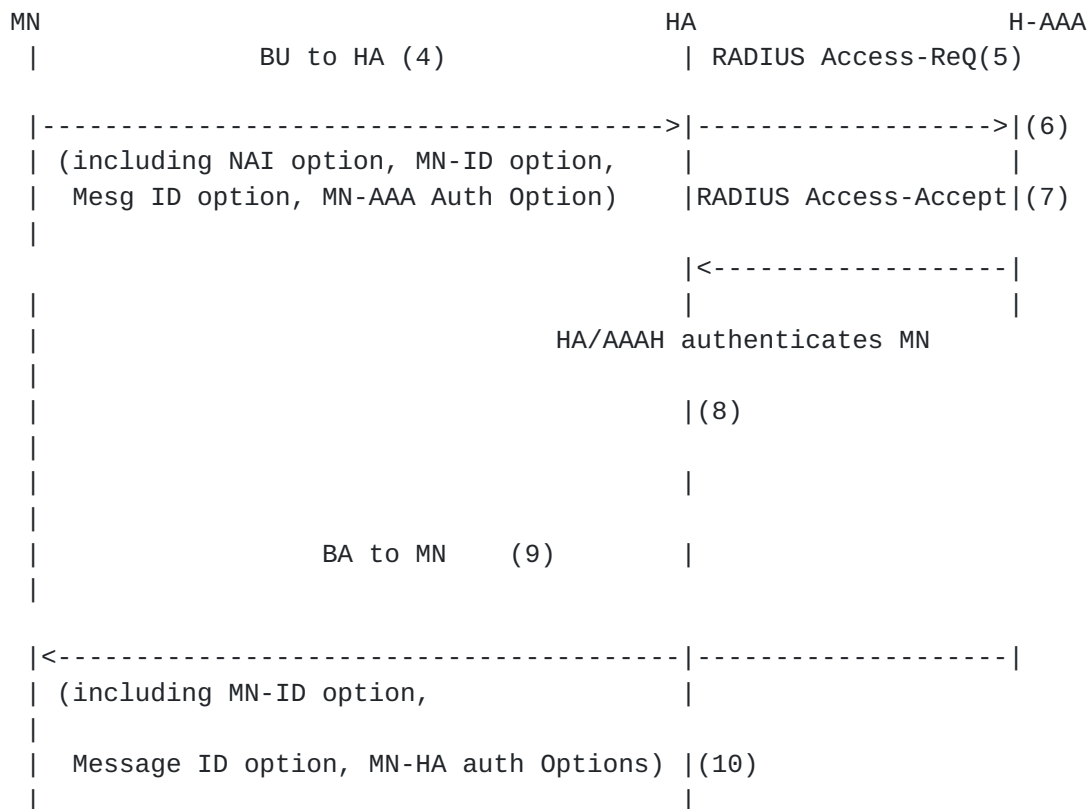 MN HA H-AAA
| BU to HA (4) | RADIUS Access-ReQ(5)
|---------------------------------------->|------------------->|(6)
| (including NAI option, MN-ID option, | |
| Mesg ID option, MN-AAA Auth Option) |RADIUS Access-Accept|(7)
|
|<-------------------|
| | |
| HA/AAAH authenticates MN
|
| |(8)
|
| |
|
| BA to MN (9) |
|
|<----------------------------------------|--------------------|
| (including MN-ID option, |
|
| Message ID option, MN-HA auth Options) |(10)
| |